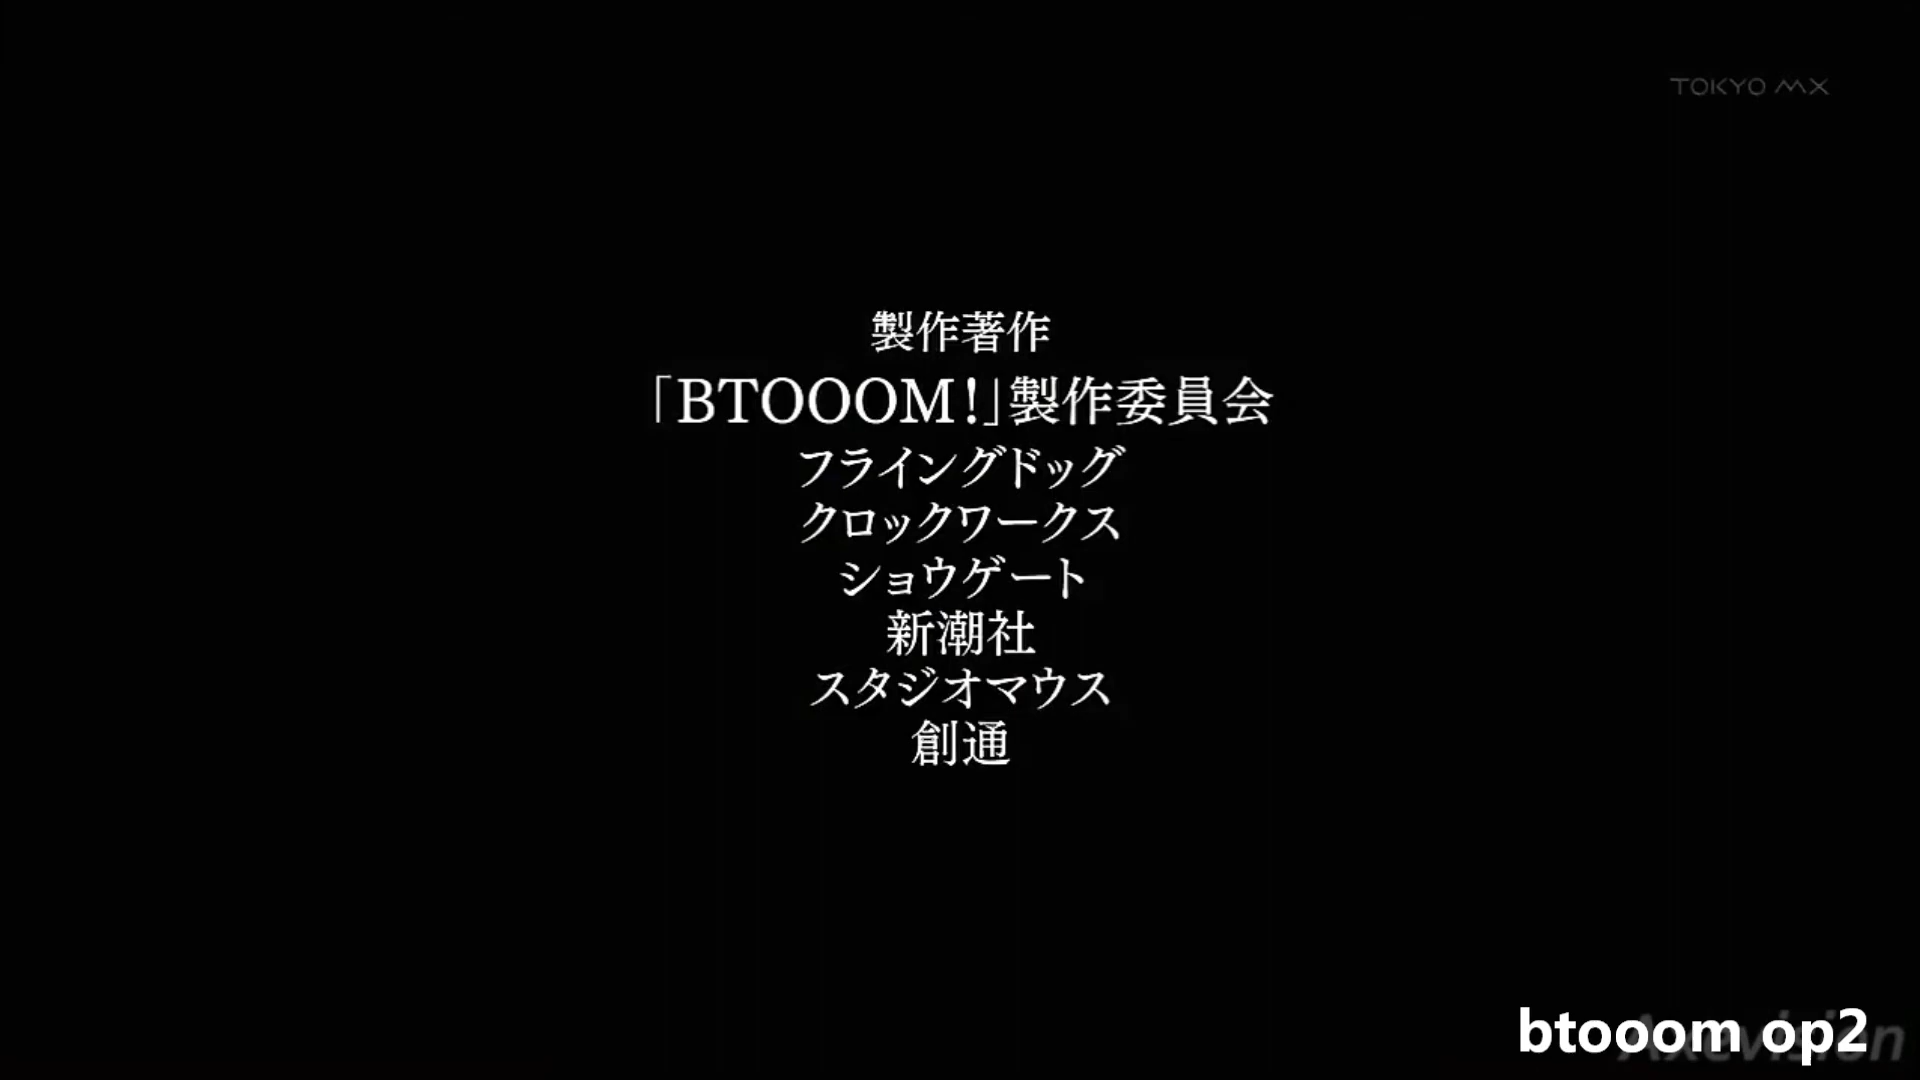 TOKYO MX
製作著作
「BTOOOM!」製作委員会
フライングドッグ
クロックワークス
ショウゲート
新潮社
スタジオマウス
創通
btooom op2